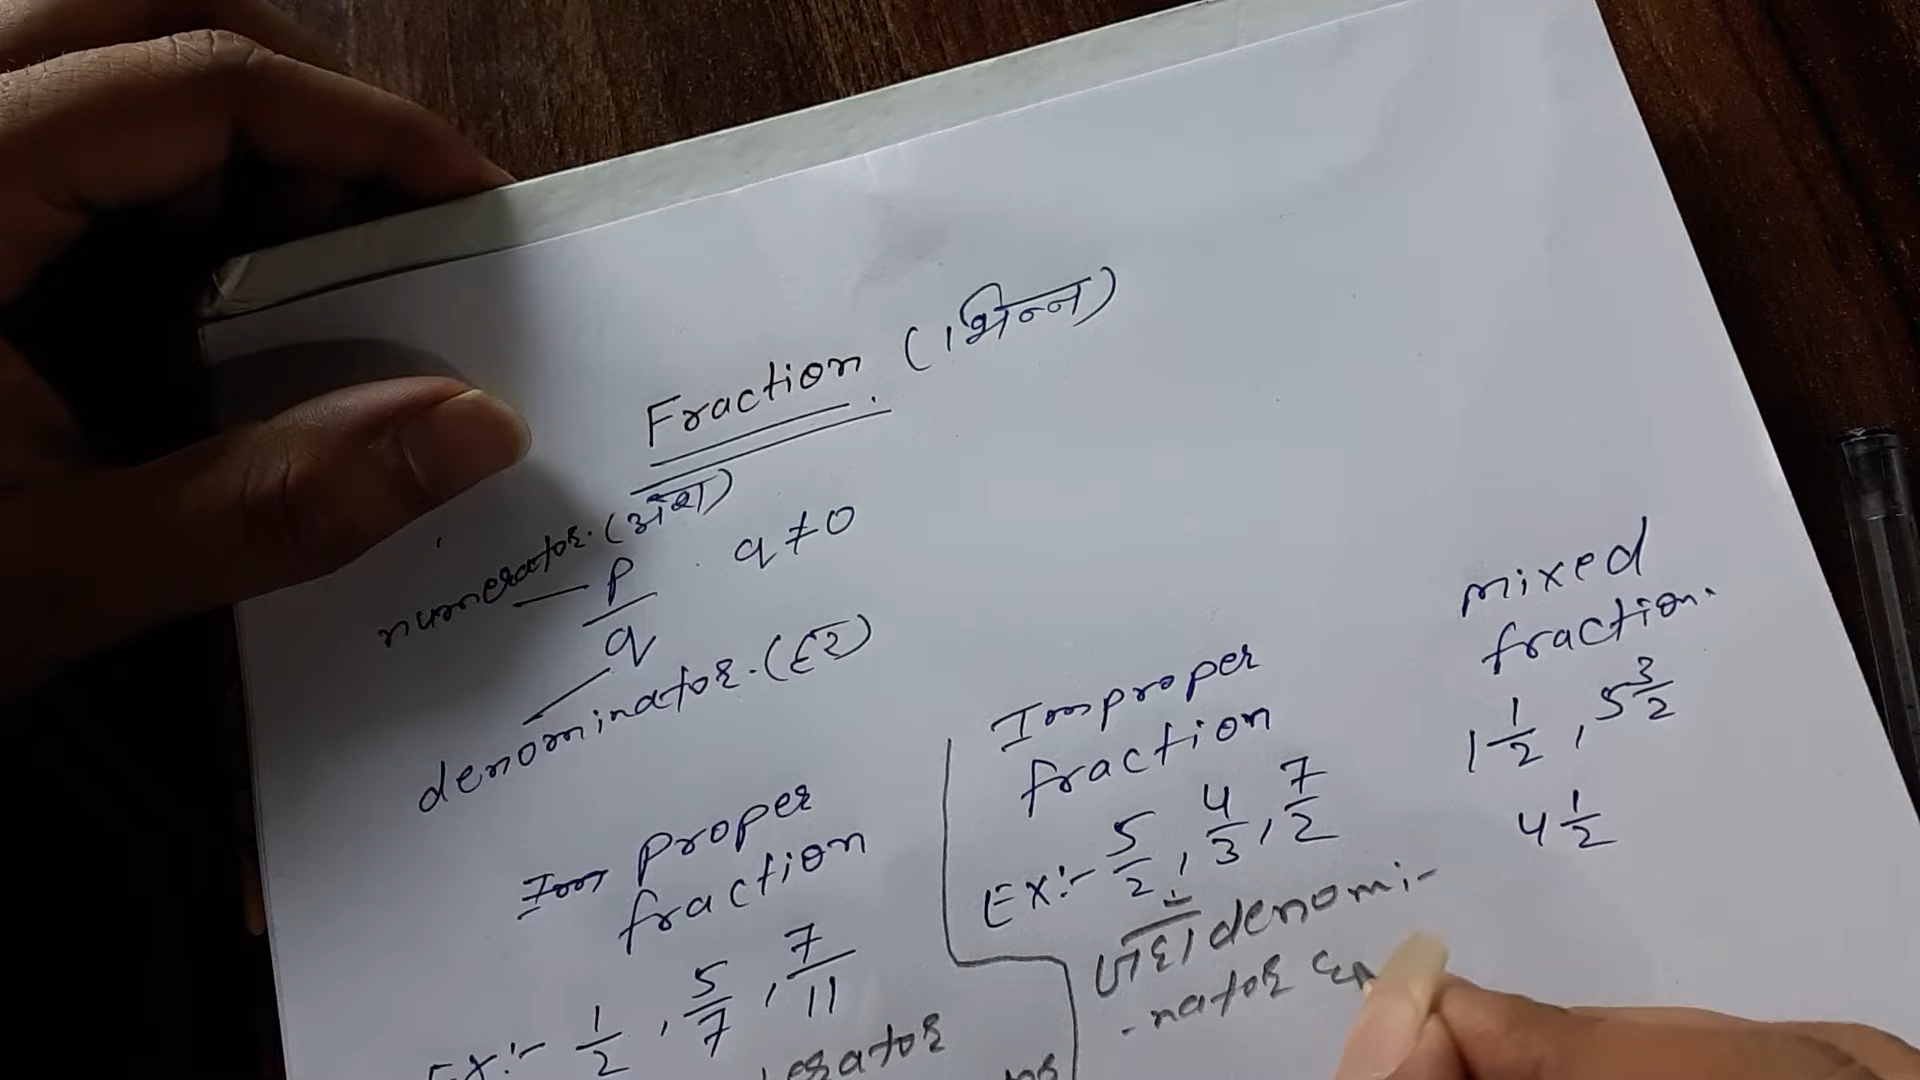 Fraction (भिन्न)
numerator. (अंश)
p/q q ≠ 0
denominator. (हर)
proper
fraction
Ex:- 1/2, 5/7, 7/11
Improper
fraction
Ex:- 5/2, 4/3, 7/2
जहां denomi-
-nator
mixed
fraction.
1 1/2, 5 3/2
4 1/2